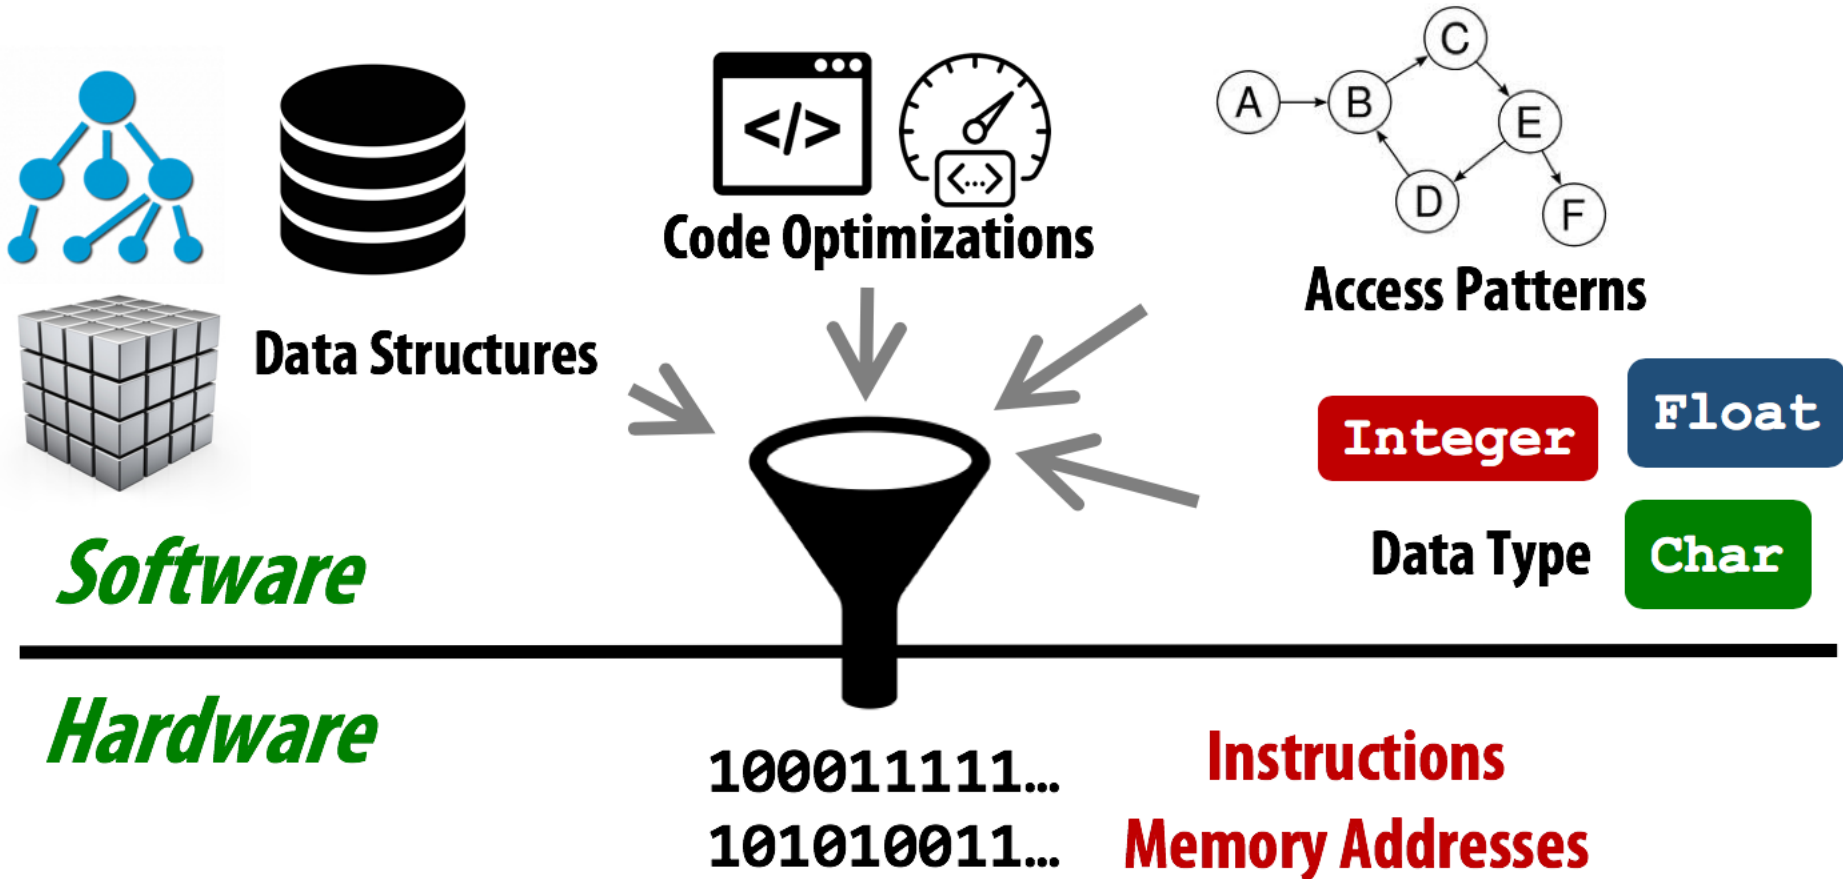 </>
<...>
Code Optimizations
A
B
C
D
E
F
Access Patterns
Data Structures
Integer
Float
Data Type
Char
Software
Hardware
100011111...
Instructions
101010011...
Memory Addresses